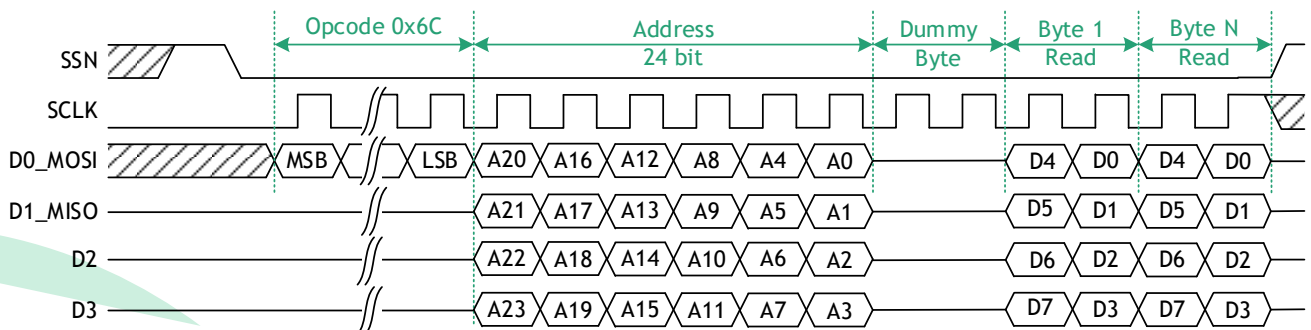 Opcode 0x6C Address Dummy Byte 1 Byte N
24 bit Byte Read Read
SSN
SCLK
D0_MOSI MSB LSB A20 A16 A12 A8 A4 A0 D4 D0 D4 D0
D1_MISO A21 A17 A13 A9 A5 A1 D5 D1 D5 D1
D2 A22 A18 A14 A10 A6 A2 D6 D2 D6 D2
D3 A23 A19 A15 A11 A7 A3 D7 D3 D7 D3